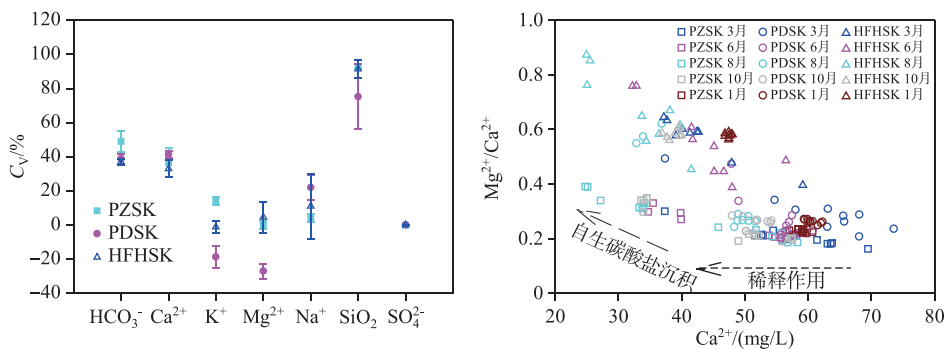 120
100
80
60
40
20
0
−20
−40
C_V/%
PZSK
PDSK
HFHSK
HCO₃⁻ Ca²⁺ K⁺ Mg²⁺ Na⁺ SiO₂ SO₄²⁻
1.0
0.8
0.6
0.4
0.2
0
Mg²⁺/Ca²⁺
PZSK 3月 PDSK 3月 HFHSK 3月
PZSK 6月 PDSK 6月 HFHSK 6月
PZSK 8月 PDSK 8月 HFHSK 8月
PZSK 10月 PDSK 10月 HFHSK 10月
PZSK 1月 PDSK 1月 HFHSK 1月
自生碳酸盐沉积
稀释作用
20 30 40 50 60 70 80
Ca²⁺/(mg/L)